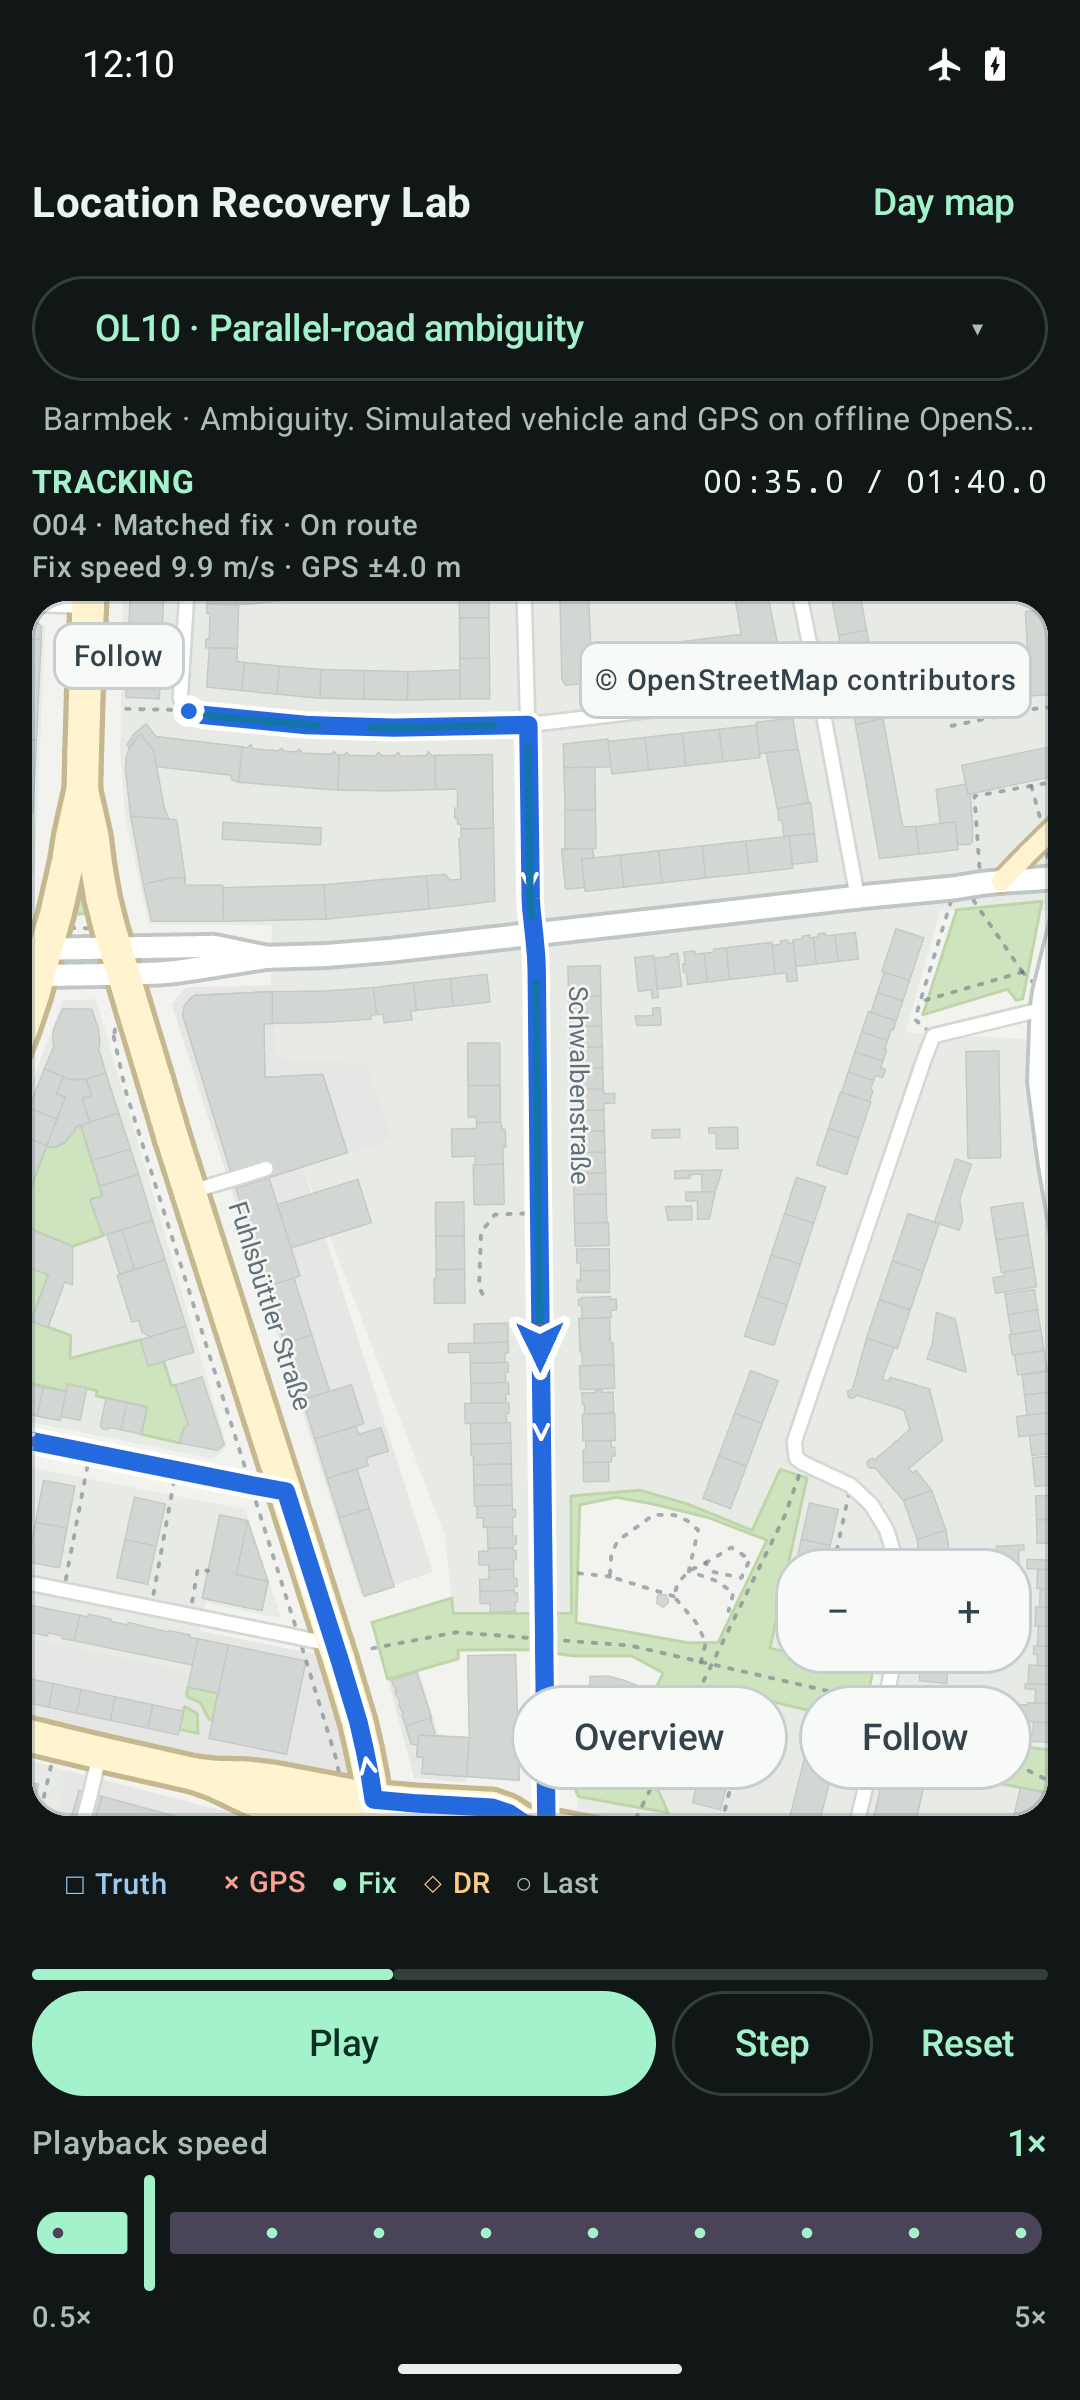 12:10
Location Recovery Lab
Day map
OL10 · Parallel-road ambiguity
Barmbek · Ambiguity. Simulated vehicle and GPS on offline OpenS…
TRACKING
00:35.0 / 01:40.0
O04 · Matched fix · On route
Fix speed 9.9 m/s · GPS ±4.0 m
Follow
© OpenStreetMap contributors
Schwalbenstraße
Fuhlsbüttler Straße
− +
Overview
Follow
□ Truth × GPS ● Fix ◇ DR ○ Last
Play
Step
Reset
Playback speed
1×
0.5×
5×